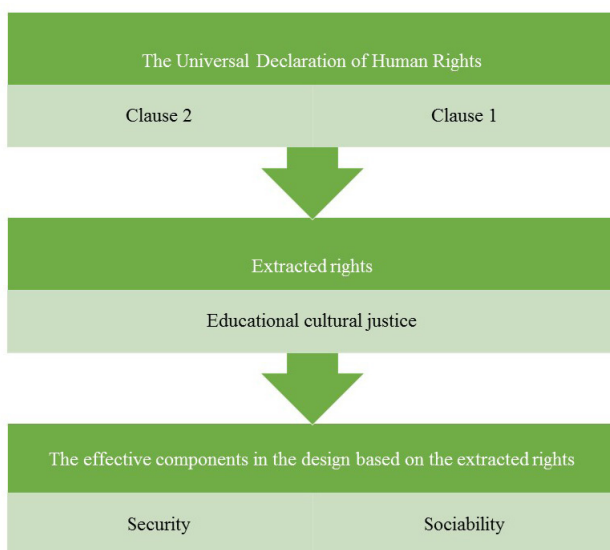 The Universal Declaration of Human Rights
Clause 2
Clause 1
Extracted rights
Educational cultural justice
The effective components in the design based on the extracted rights
Security
Sociability